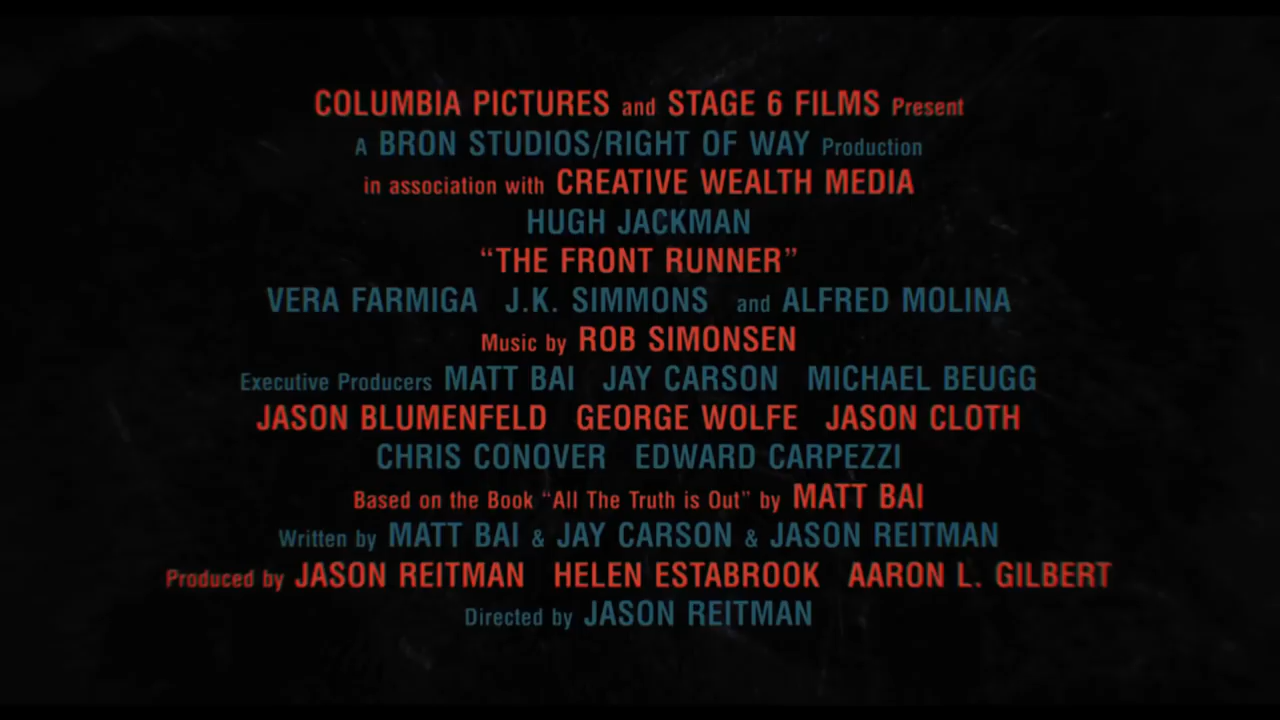 COLUMBIA PICTURES and STAGE 6 FILMS Present
A BRON STUDIOS/RIGHT OF WAY Production
in association with CREATIVE WEALTH MEDIA
HUGH JACKMAN
“THE FRONT RUNNER”
VERA FARMIGA J.K. SIMMONS and ALFRED MOLINA
Music by ROB SIMONSEN
Executive Producers MATT BAI JAY CARSON MICHAEL BEUGG
JASON BLUMENFELD GEORGE WOLFE JASON CLOTH
CHRIS CONOVER EDWARD CARPEZZI
Based on the Book “All The Truth is Out” by MATT BAI
Written by MATT BAI & JAY CARSON & JASON REITMAN
Produced by JASON REITMAN HELEN ESTABROOK AARON L. GILBERT
Directed by JASON REITMAN